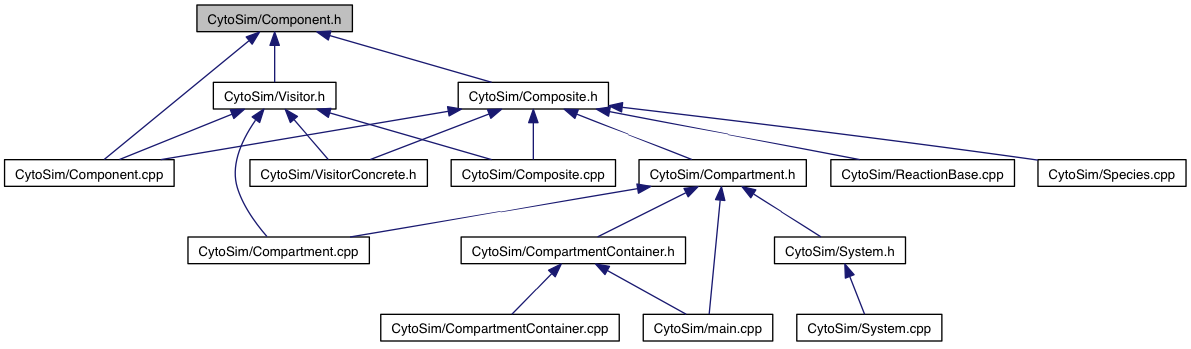 CytoSim/Component.h
CytoSim/Visitor.h
CytoSim/Composite.h
CytoSim/Component.cpp
CytoSim/VisitorConcrete.h
CytoSim/Composite.cpp
CytoSim/Compartment.h
CytoSim/ReactionBase.cpp
CytoSim/Species.cpp
CytoSim/Compartment.cpp
CytoSim/CompartmentContainer.h
CytoSim/System.h
CytoSim/CompartmentContainer.cpp
CytoSim/main.cpp
CytoSim/System.cpp